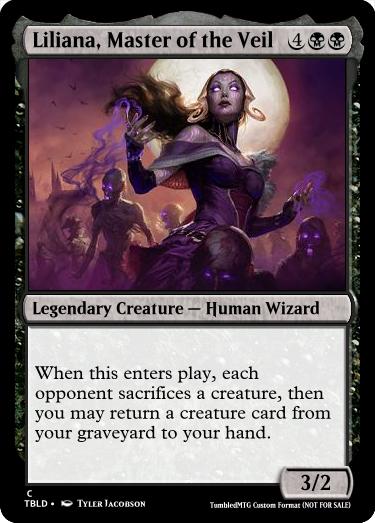 Liliana, Master of the Veil 4
Legendary Creature — Human Wizard
When this enters play, each
opponent sacrifices a creature, then
you may return a creature card from
your graveyard to your hand.
3/2
C
TBLD • Tyler Jacobson
TumbledMTG Custom Format (NOT FOR SALE)